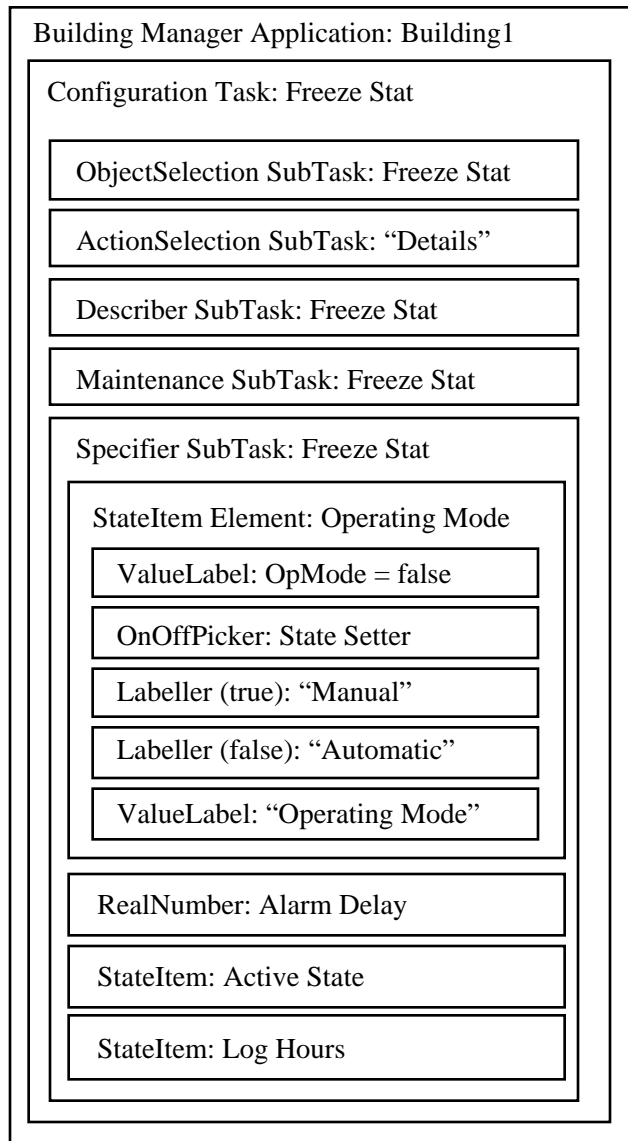 Building Manager Application: Building1
Configuration Task: Freeze Stat
ObjectSelection SubTask: Freeze Stat
ActionSelection SubTask: “Details”
Describer SubTask: Freeze Stat
Maintenance SubTask: Freeze Stat
Specifier SubTask: Freeze Stat
StateItem Element: Operating Mode
ValueLabel: OpMode = false
OnOffPicker: State Setter
Labeller (true): “Manual”
Labeller (false): “Automatic”
ValueLabel: “Operating Mode”
RealNumber: Alarm Delay
StateItem: Active State
StateItem: Log Hours